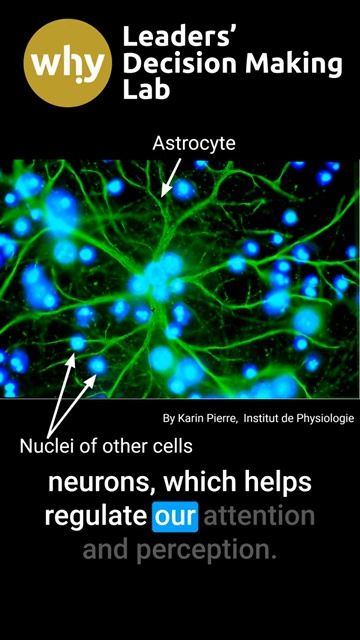 why
Leaders’
Decision Making
Lab
Astrocyte
By Karin Pierre, Institut de Physiologie
Nuclei of other cells
neurons, which helps
regulate our attention
and perception.